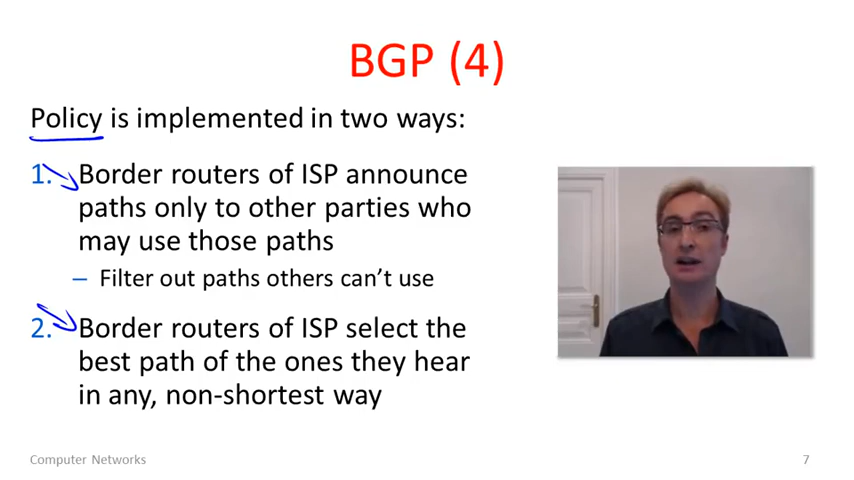 BGP (4)
Policy is implemented in two ways:
1. Border routers of ISP announce
paths only to other parties who
may use those paths
– Filter out paths others can't use
2. Border routers of ISP select the
best path of the ones they hear
in any, non-shortest way
Computer Networks
7